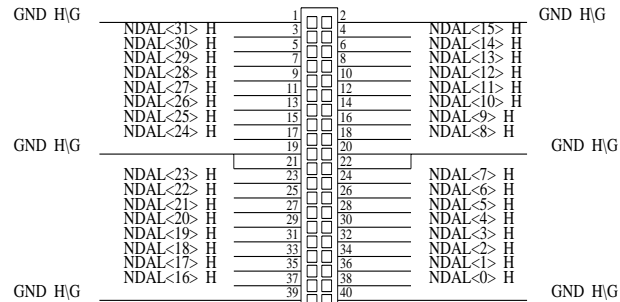 GND H\G 1 2 GND H\G
NDAL<31> H 3 4 NDAL<15> H
NDAL<30> H 5 6 NDAL<14> H
NDAL<29> H 7 8 NDAL<13> H
NDAL<28> H 9 10 NDAL<12> H
NDAL<27> H 11 12 NDAL<11> H
NDAL<26> H 13 14 NDAL<10> H
NDAL<25> H 15 16 NDAL<9> H
NDAL<24> H 17 18 NDAL<8> H
GND H\G 19 20 GND H\G
21 22
NDAL<23> H 23 24 NDAL<7> H
NDAL<22> H 25 26 NDAL<6> H
NDAL<21> H 27 28 NDAL<5> H
NDAL<20> H 29 30 NDAL<4> H
NDAL<19> H 31 32 NDAL<3> H
NDAL<18> H 33 34 NDAL<2> H
NDAL<17> H 35 36 NDAL<1> H
NDAL<16> H 37 38 NDAL<0> H
GND H\G 39 40 GND H\G